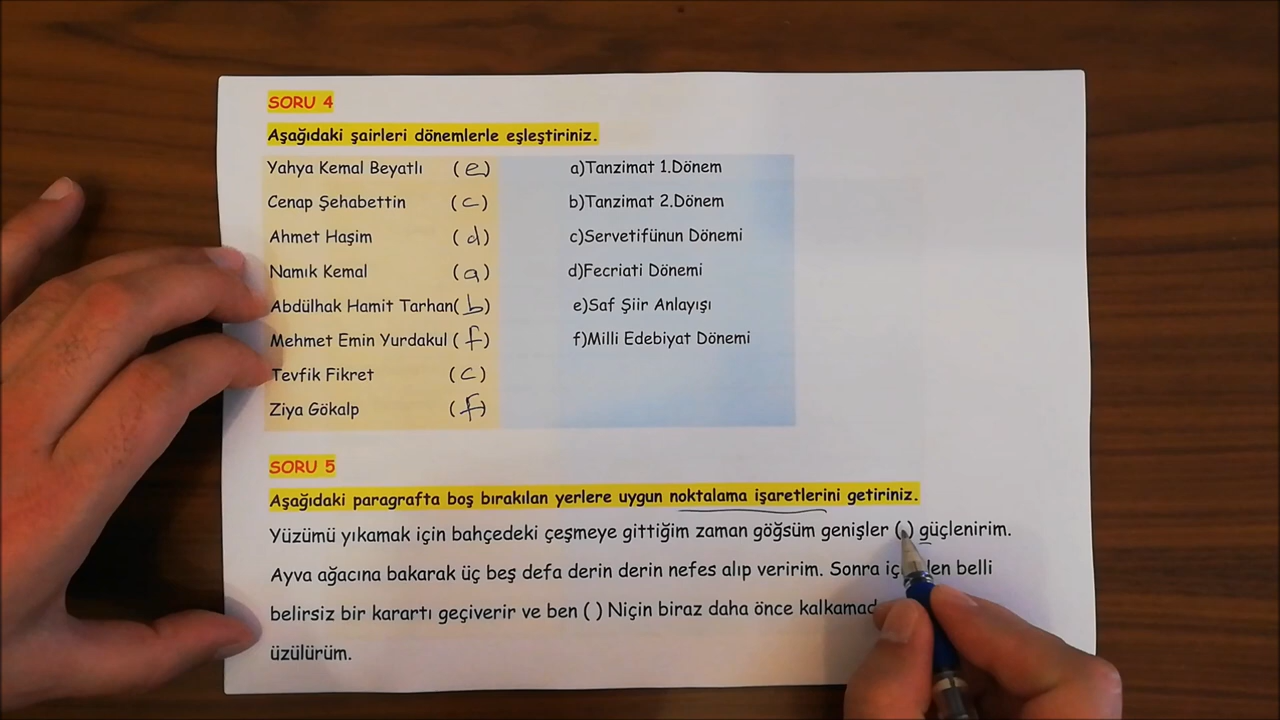 SORU 4
Aşağıdaki şairleri dönemlerle eşleştiriniz.
Yahya Kemal Beyatlı (e) a)Tanzimat 1.Dönem
Cenap Şehabettin (c) b)Tanzimat 2.Dönem
Ahmet Haşim (d) c)Servetifünun Dönemi
Namık Kemal (a) d)Fecriati Dönemi
Abdülhak Hamit Tarhan(b) e)Saf Şiir Anlayışı
Mehmet Emin Yurdakul (f) f)Milli Edebiyat Dönemi
Tevfik Fikret (c)
Ziya Gökalp (f)
SORU 5
Aşağıdaki paragrafta boş bırakılan yerlere uygun noktalama işaretlerini getiriniz.
Yüzümü yıkamak için bahçedeki çeşmeye gittiğim zaman göğsüm genişler ( ) güçlenirim.
Ayva ağacına bakarak üç beş defa derin derin nefes alıp veririm. Sonra belli
belirsiz bir karartı geçiverir ve ben ( ) Niçin biraz daha önce
üzülürüm.